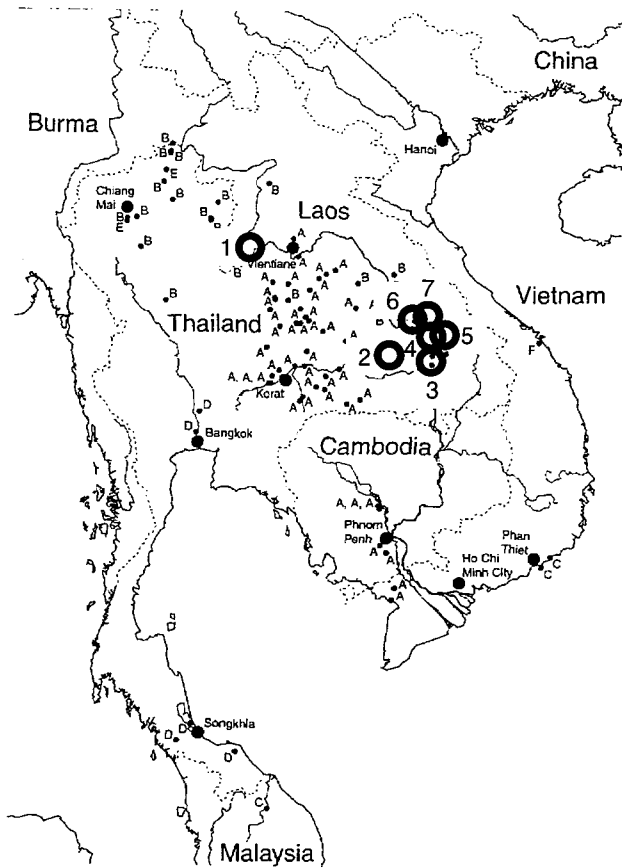 China
Burma
Hanoi
B
B
B
E
B
B
Chiang
Mai
B
B
B
B
E
B
Laos
A
1
Vientiane
A
A
A
B
A
A
B
B
7
6
Vietnam
B
A
B
A
A
Thailand
A
A
A
A
A
A
A
4
5
2
3
F
A
A, A, A
A
A
Korat
A
A
A
A
A
A
D
D
Bangkok
Cambodia
A, A, A
Phnom
Penh
Phan
Thiet
A
A
Ho Chi
Minh City
C
C
A
A
Songkhla
D
D
D
C
Malaysia